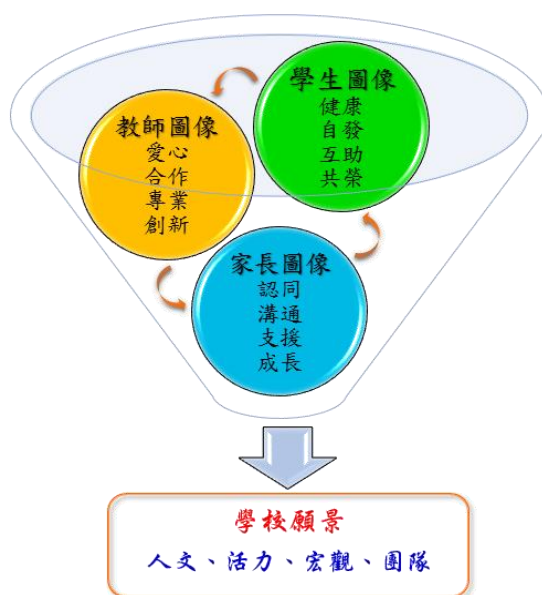 學生圖像
健康
自發
互助
共榮
教師圖像
愛心
合作
專業
創新
家長圖像
認同
溝通
支援
成長
學校願景
人文、活力、宏觀、團隊